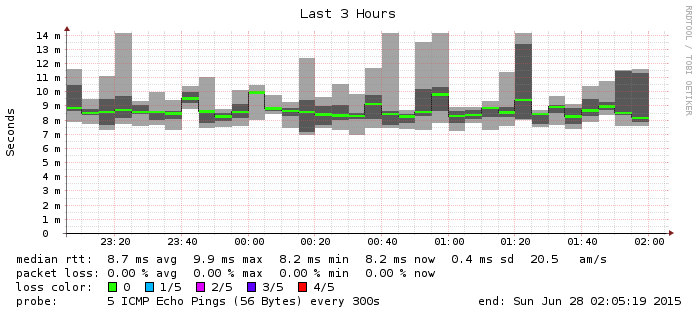 Last 3 Hours
RRDTOOL / TOBI OETIKER
Seconds
14 m
13 m
12 m
11 m
10 m
9 m
8 m
7 m
6 m
5 m
4 m
3 m
2 m
1 m
0
23:20 23:40 00:00 00:20 00:40 01:00 01:20 01:40 02:00
median rtt: 8.7 ms avg 9.9 ms max 8.2 ms min 8.2 ms now 0.4 ms sd 20.5 am/s
packet loss: 0.00 % avg 0.00 % max 0.00 % min 0.00 % now
loss color: 0 1/5 2/5 3/5 4/5
probe: 5 ICMP Echo Pings (56 Bytes) every 300s end: Sun Jun 28 02:05:19 2015